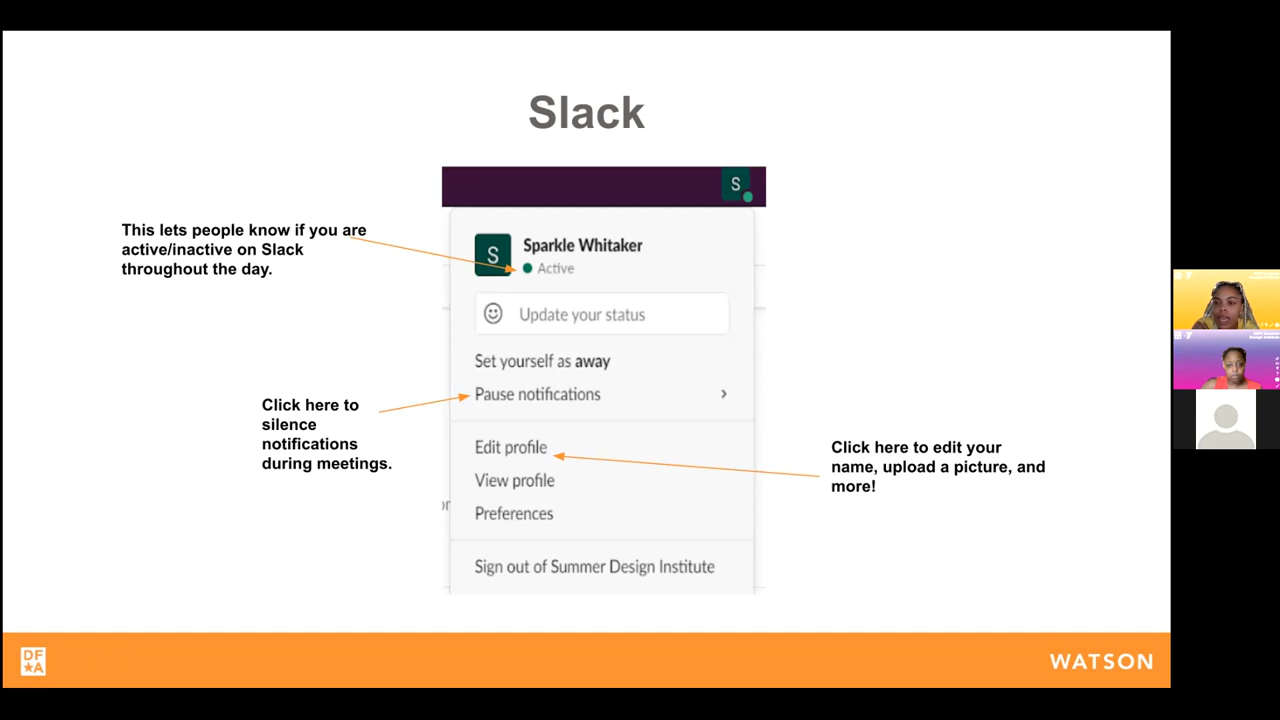 Slack
S
This lets people know if you are
active/inactive on Slack
throughout the day.
S
Sparkle Whitaker
Active
Update your status
Set yourself as away
Pause notifications
Click here to
silence
notifications
during meetings.
Edit profile
Click here to edit your
name, upload a picture, and
more!
View profile
Preferences
or
Sign out of Summer Design Institute
DF
A
WATSON